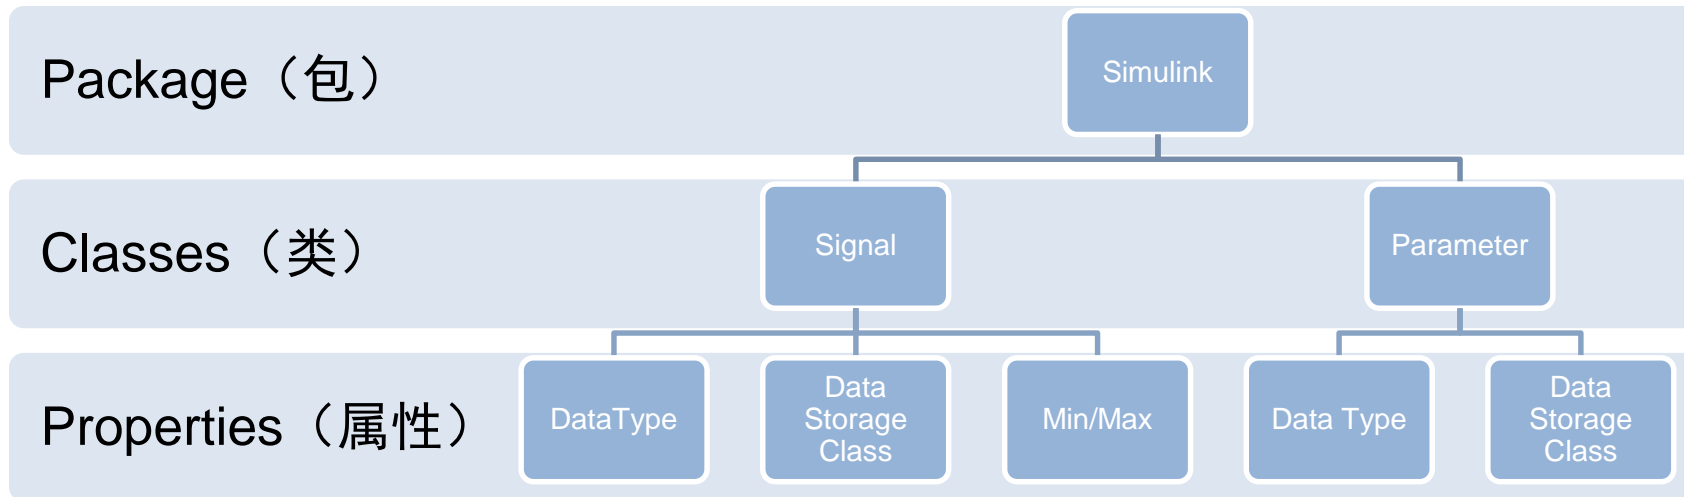 Package（包）
Simulink
Classes（类）
Signal
Parameter
Properties（属性）
DataType
Data
Storage
Class
Min/Max
Data Type
Data
Storage
Class